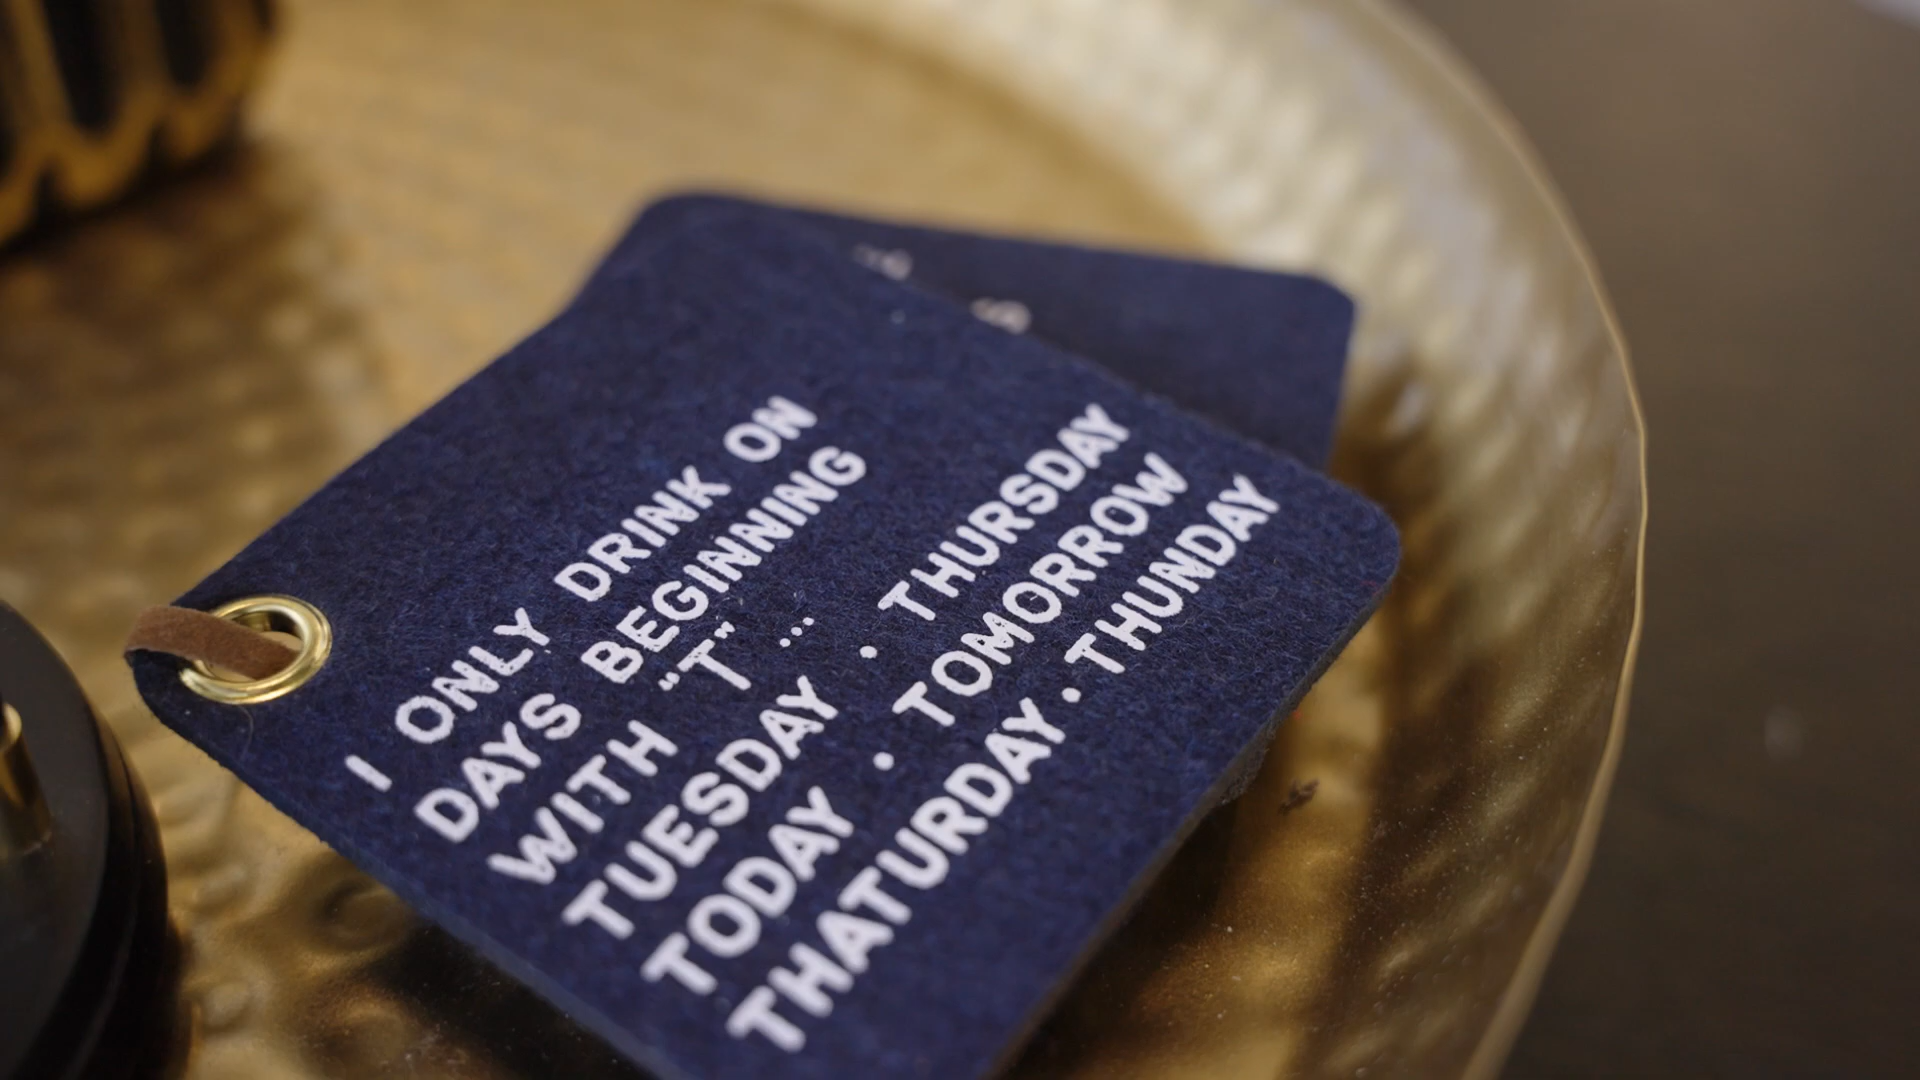 I ONLY DRINK ON
DAYS BEGINNING
WITH "T" ...
TUESDAY • THURSDAY
TODAY • TOMORROW
THATURDAY • THUNDAY